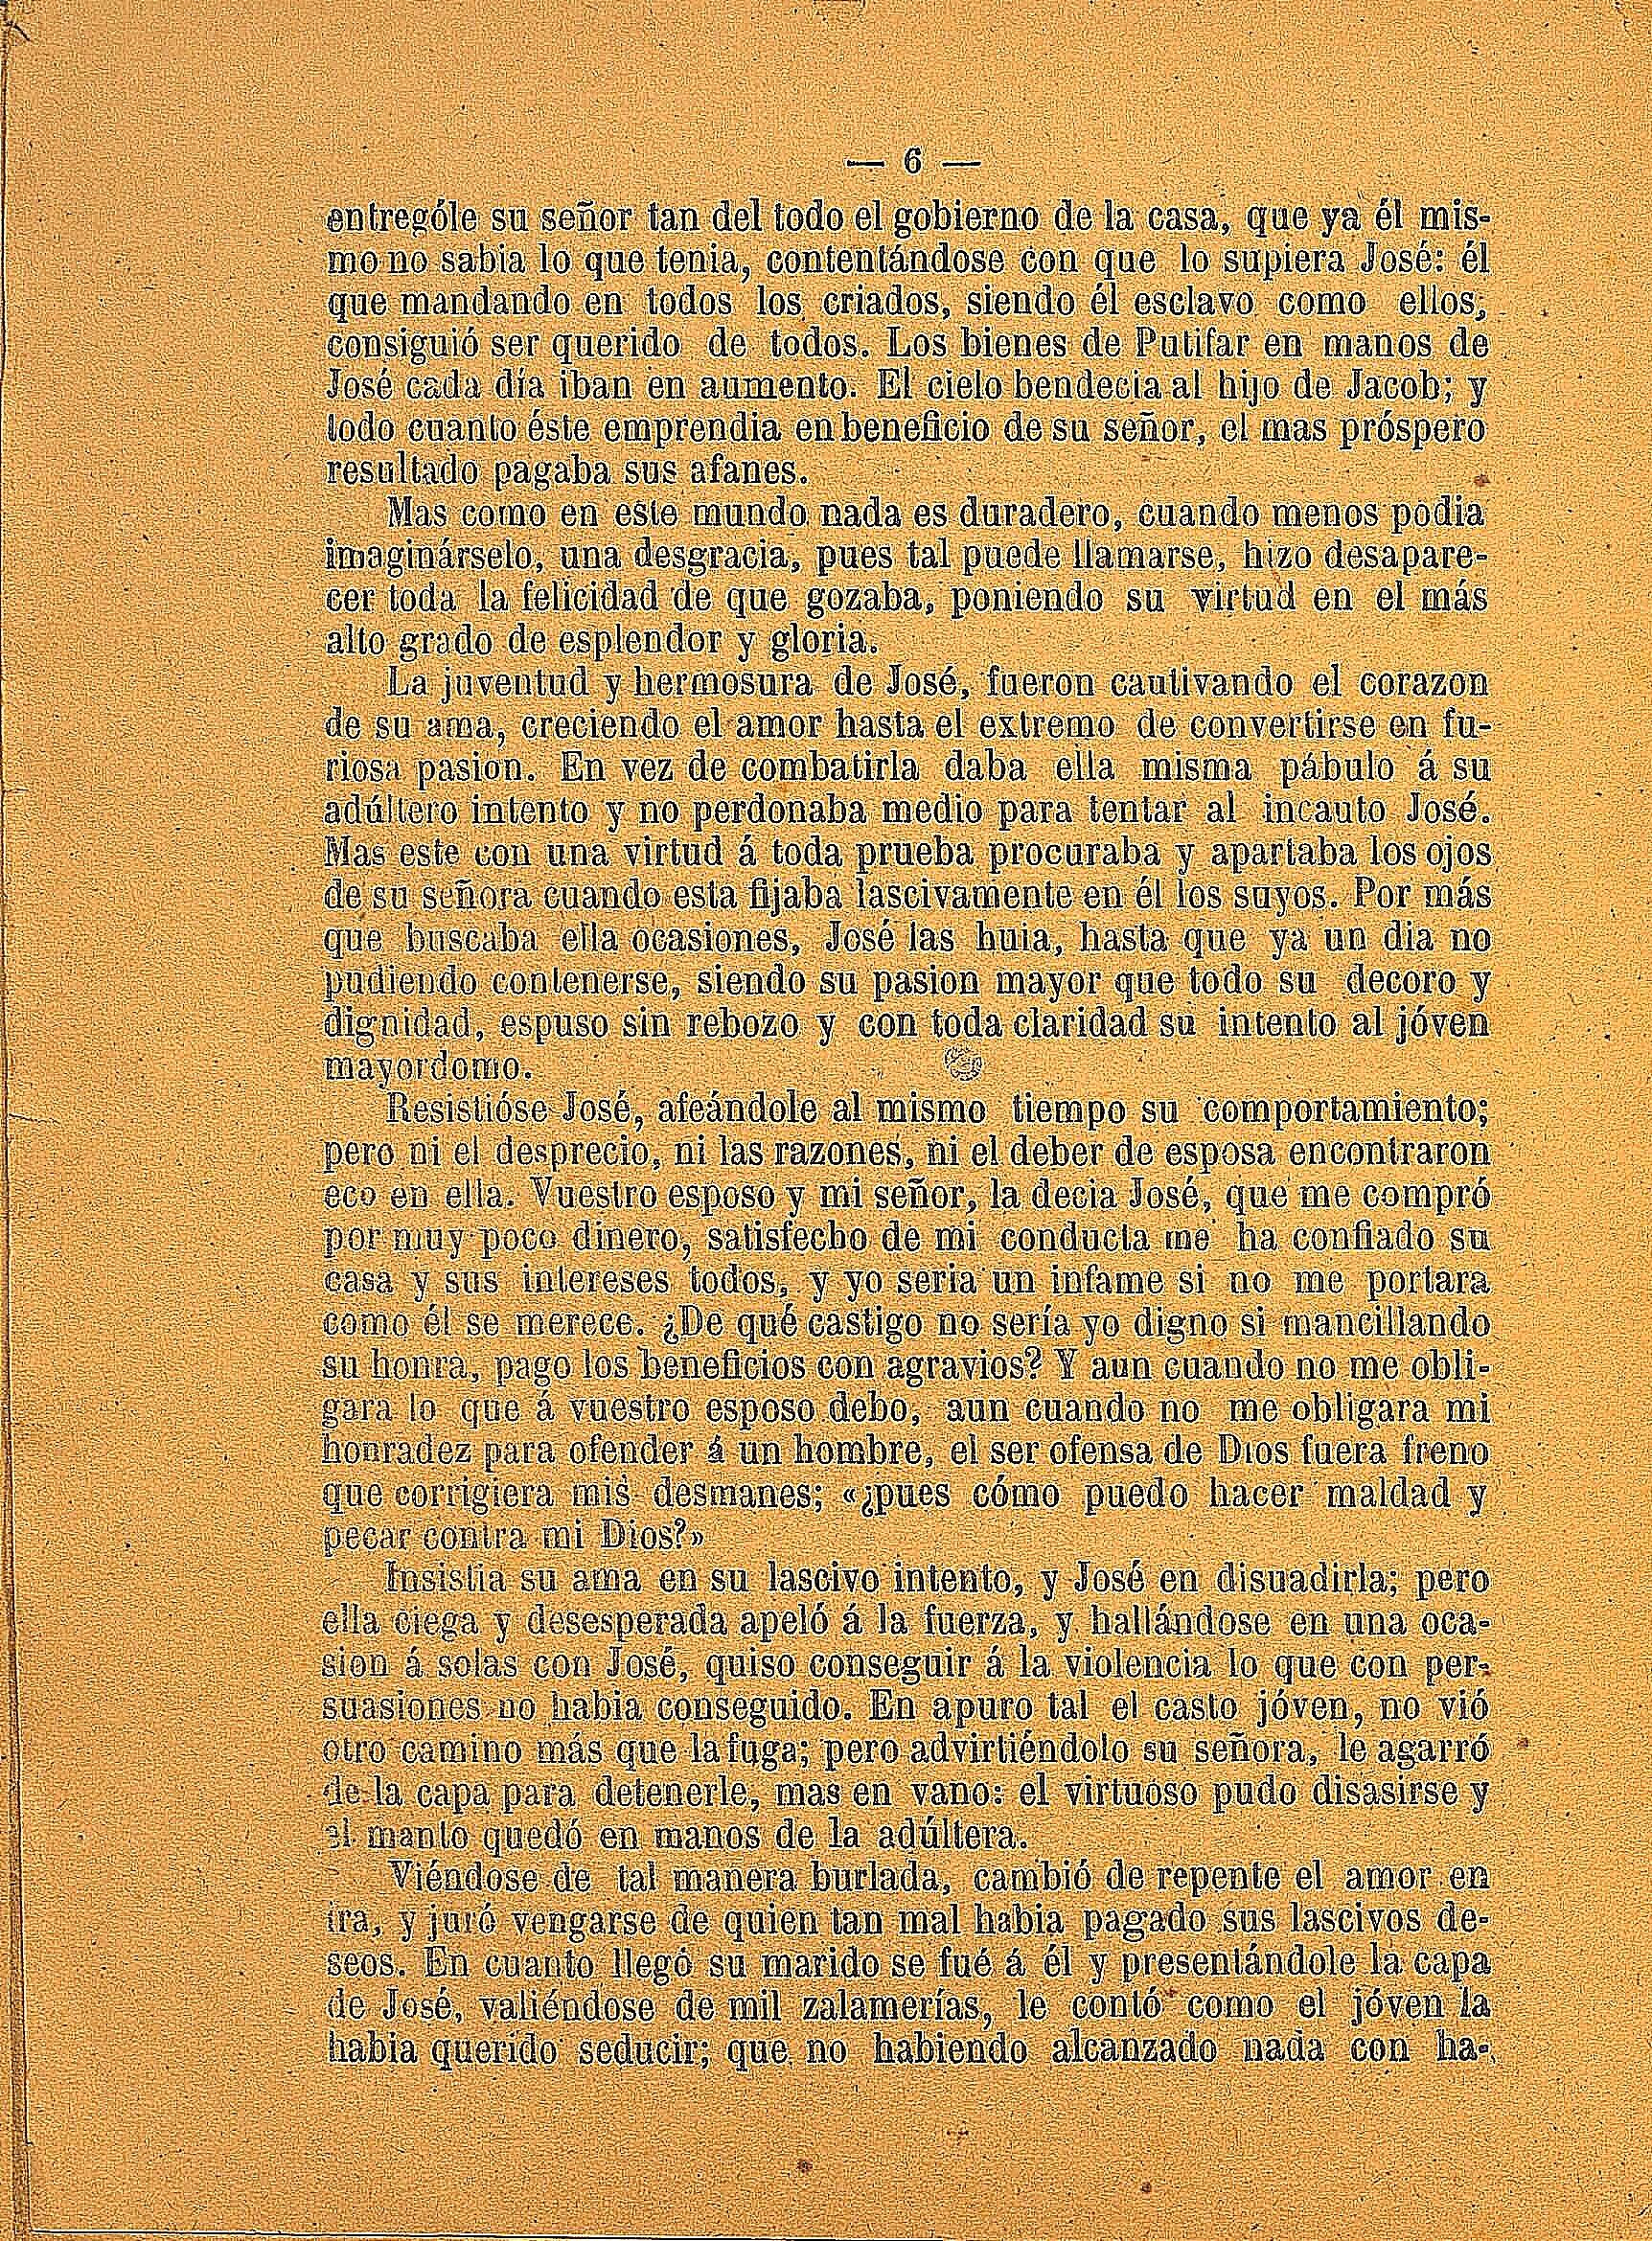 — 6 —
entrególe su señor tan del todo el gobierno de la casa, que ya él mis-
mo no sabia lo que tenia, contentándose con que lo supiera José: él
que mandando en todos los criados, siendo él esclavo como ellos,
consiguió ser querido de todos. Los bienes de Putifar en manos de
José cada día iban en aumento. El cielo bendecia al hijo de Jacob; y
todo cuanto éste emprendia en beneficio de su señor, el mas próspero
resultado pagaba sus afanes.
Mas como en este mundo nada es duradero, cuando menos podia
imaginárselo, una desgracia, pues tal puede llamarse, hizo desapare-
cer toda la felicidad de que gozaba, poniendo su virtud en el más
alto grado de esplendor y gloria.
La juventud y hermosura de José, fueron cautivando el corazon
de su ama, creciendo el amor hasta el extremo de convertirse en fu-
riosa pasion. En vez de combatirla daba ella misma pábulo á su
adúltero intento y no perdonaba medio para tentar al incauto José.
Mas este con una virtud á toda prueba procuraba y apartaba los ojos
de su señora cuando esta fijaba lascivamente en él los suyos. Por más
que buscaba ella ocasiones, José las huia, hasta que ya un dia no
pudiendo contenerse, siendo su pasion mayor que todo su decoro y
dignidad, espuso sin rebozo y con toda claridad su intento al jóven
mayordomo.
Resistióse José, afeándole al mismo tiempo su comportamiento;
pero ni el desprecio, ni las razones, ni el deber de esposa encontraron
eco en ella. Vuestro esposo y mi señor, la decia José, que me compró
por muy poco dinero, satisfecho de mi conducta me ha confiado su
casa y sus intereses todos, y yo seria un infame si no me portara
como él se merece. ¿De qué castigo no sería yo digno si mancillando
su honra, pago los beneficios con agravios? Y aun cuando no me obli-
gara lo que á vuestro esposo debo, aun cuando no me obligara mi
honradez para ofender á un hombre, el ser ofensa de Dios fuera freno
que corrigiera mis desmanes; «¿pues cómo puedo hacer maldad y
pecar contra mi Dios?»
Insistia su ama en su lascivo intento, y José en disuadirla; pero
ella ciega y desesperada apeló á la fuerza, y hallándose en una oca-
sion á solas con José, quiso conseguir á la violencia lo que con per-
suasiones no habia conseguido. En apuro tal el casto jóven, no vió
otro camino más que la fuga; pero advirtiéndolo su señora, le agarró
de la capa para detenerle, mas en vano: el virtuoso pudo disasirse y
el manto quedó en manos de la adúltera.
Viéndose de tal manera burlada, cambió de repente el amor en
ira, y juró vengarse de quien tan mal habia pagado sus lascivos de-
seos. En cuanto llegó su marido se fué á él y presentándole la capa
de José, valiéndose de mil zalamerías, le contó como el jóven la
habia querido seducir; que no habiendo alcanzado nada con ha-